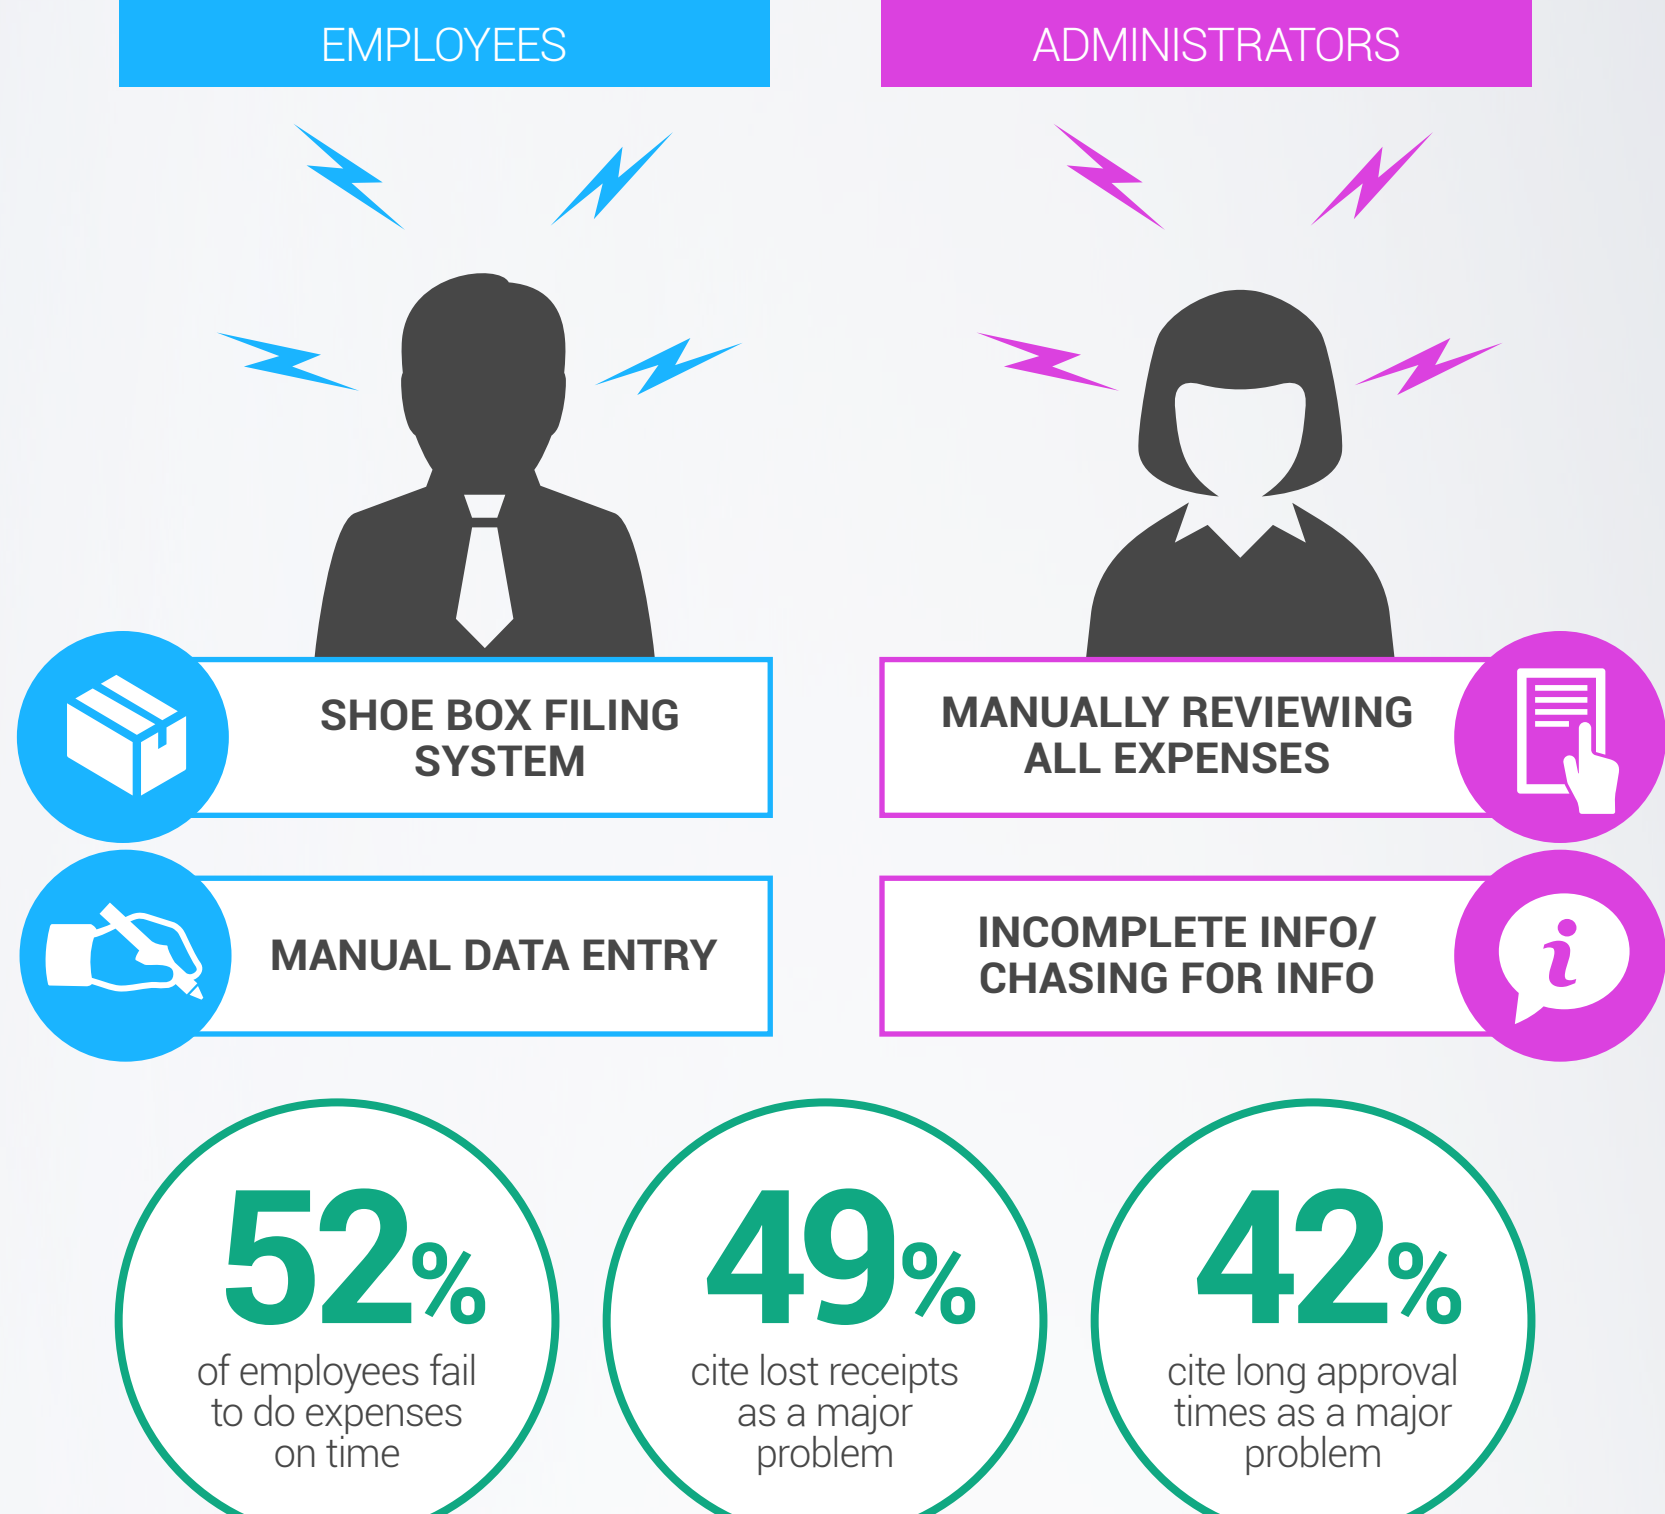 EMPLOYEES
ADMINISTRATORS
SHOE BOX FILING
SYSTEM
MANUALLY REVIEWING
ALL EXPENSES
MANUAL DATA ENTRY
INCOMPLETE INFO/
CHASING FOR INFO
i
52%
of employees fail
to do expenses
on time
49%
cite lost receipts
as a major
problem
42%
cite long approval
times as a major
problem